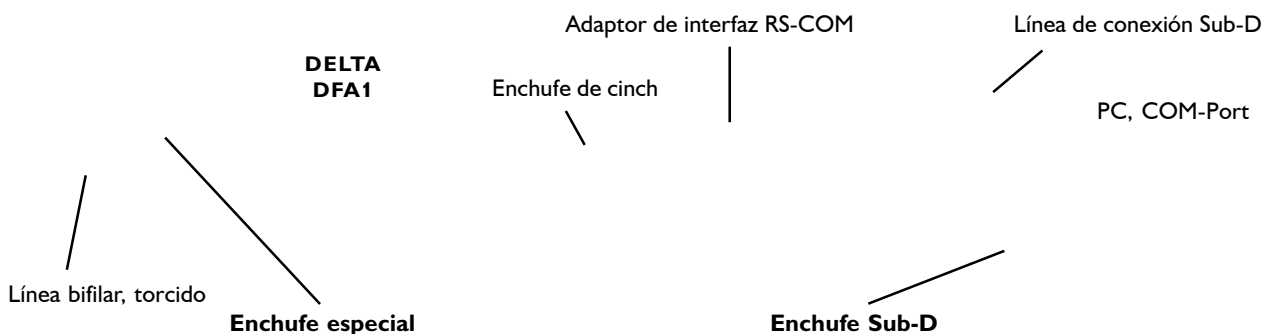 Adaptor de interfaz RS-COM
Línea de conexión Sub-D
DELTA
DFA1
Enchufe de cinch
PC, COM-Port
Línea bifilar, torcido
Enchufe especial
Enchufe Sub-D